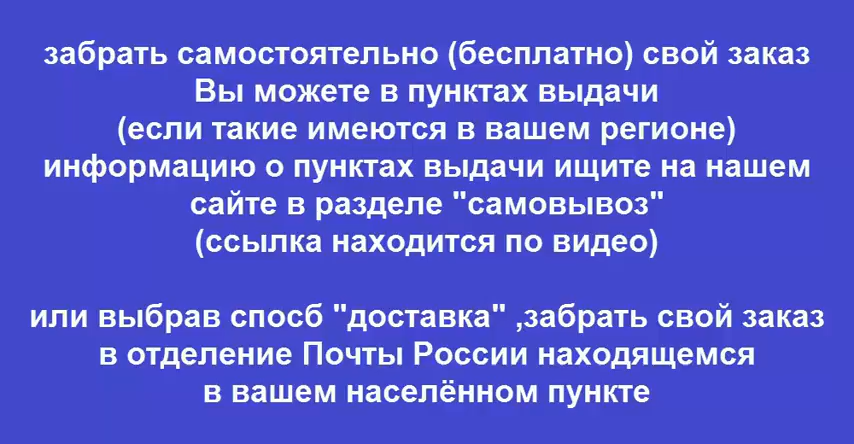 забрать самостоятельно (бесплатно) свой заказ
Вы можете в пунктах выдачи
(если такие имеются в вашем регионе)
информацию о пунктах выдачи ищите на нашем
сайте в разделе "самовывоз"
(ссылка находится по видео)
или выбрав спосб "доставка" ,забрать свой заказ
в отделение Почты России находящемся
в вашем населённом пункте